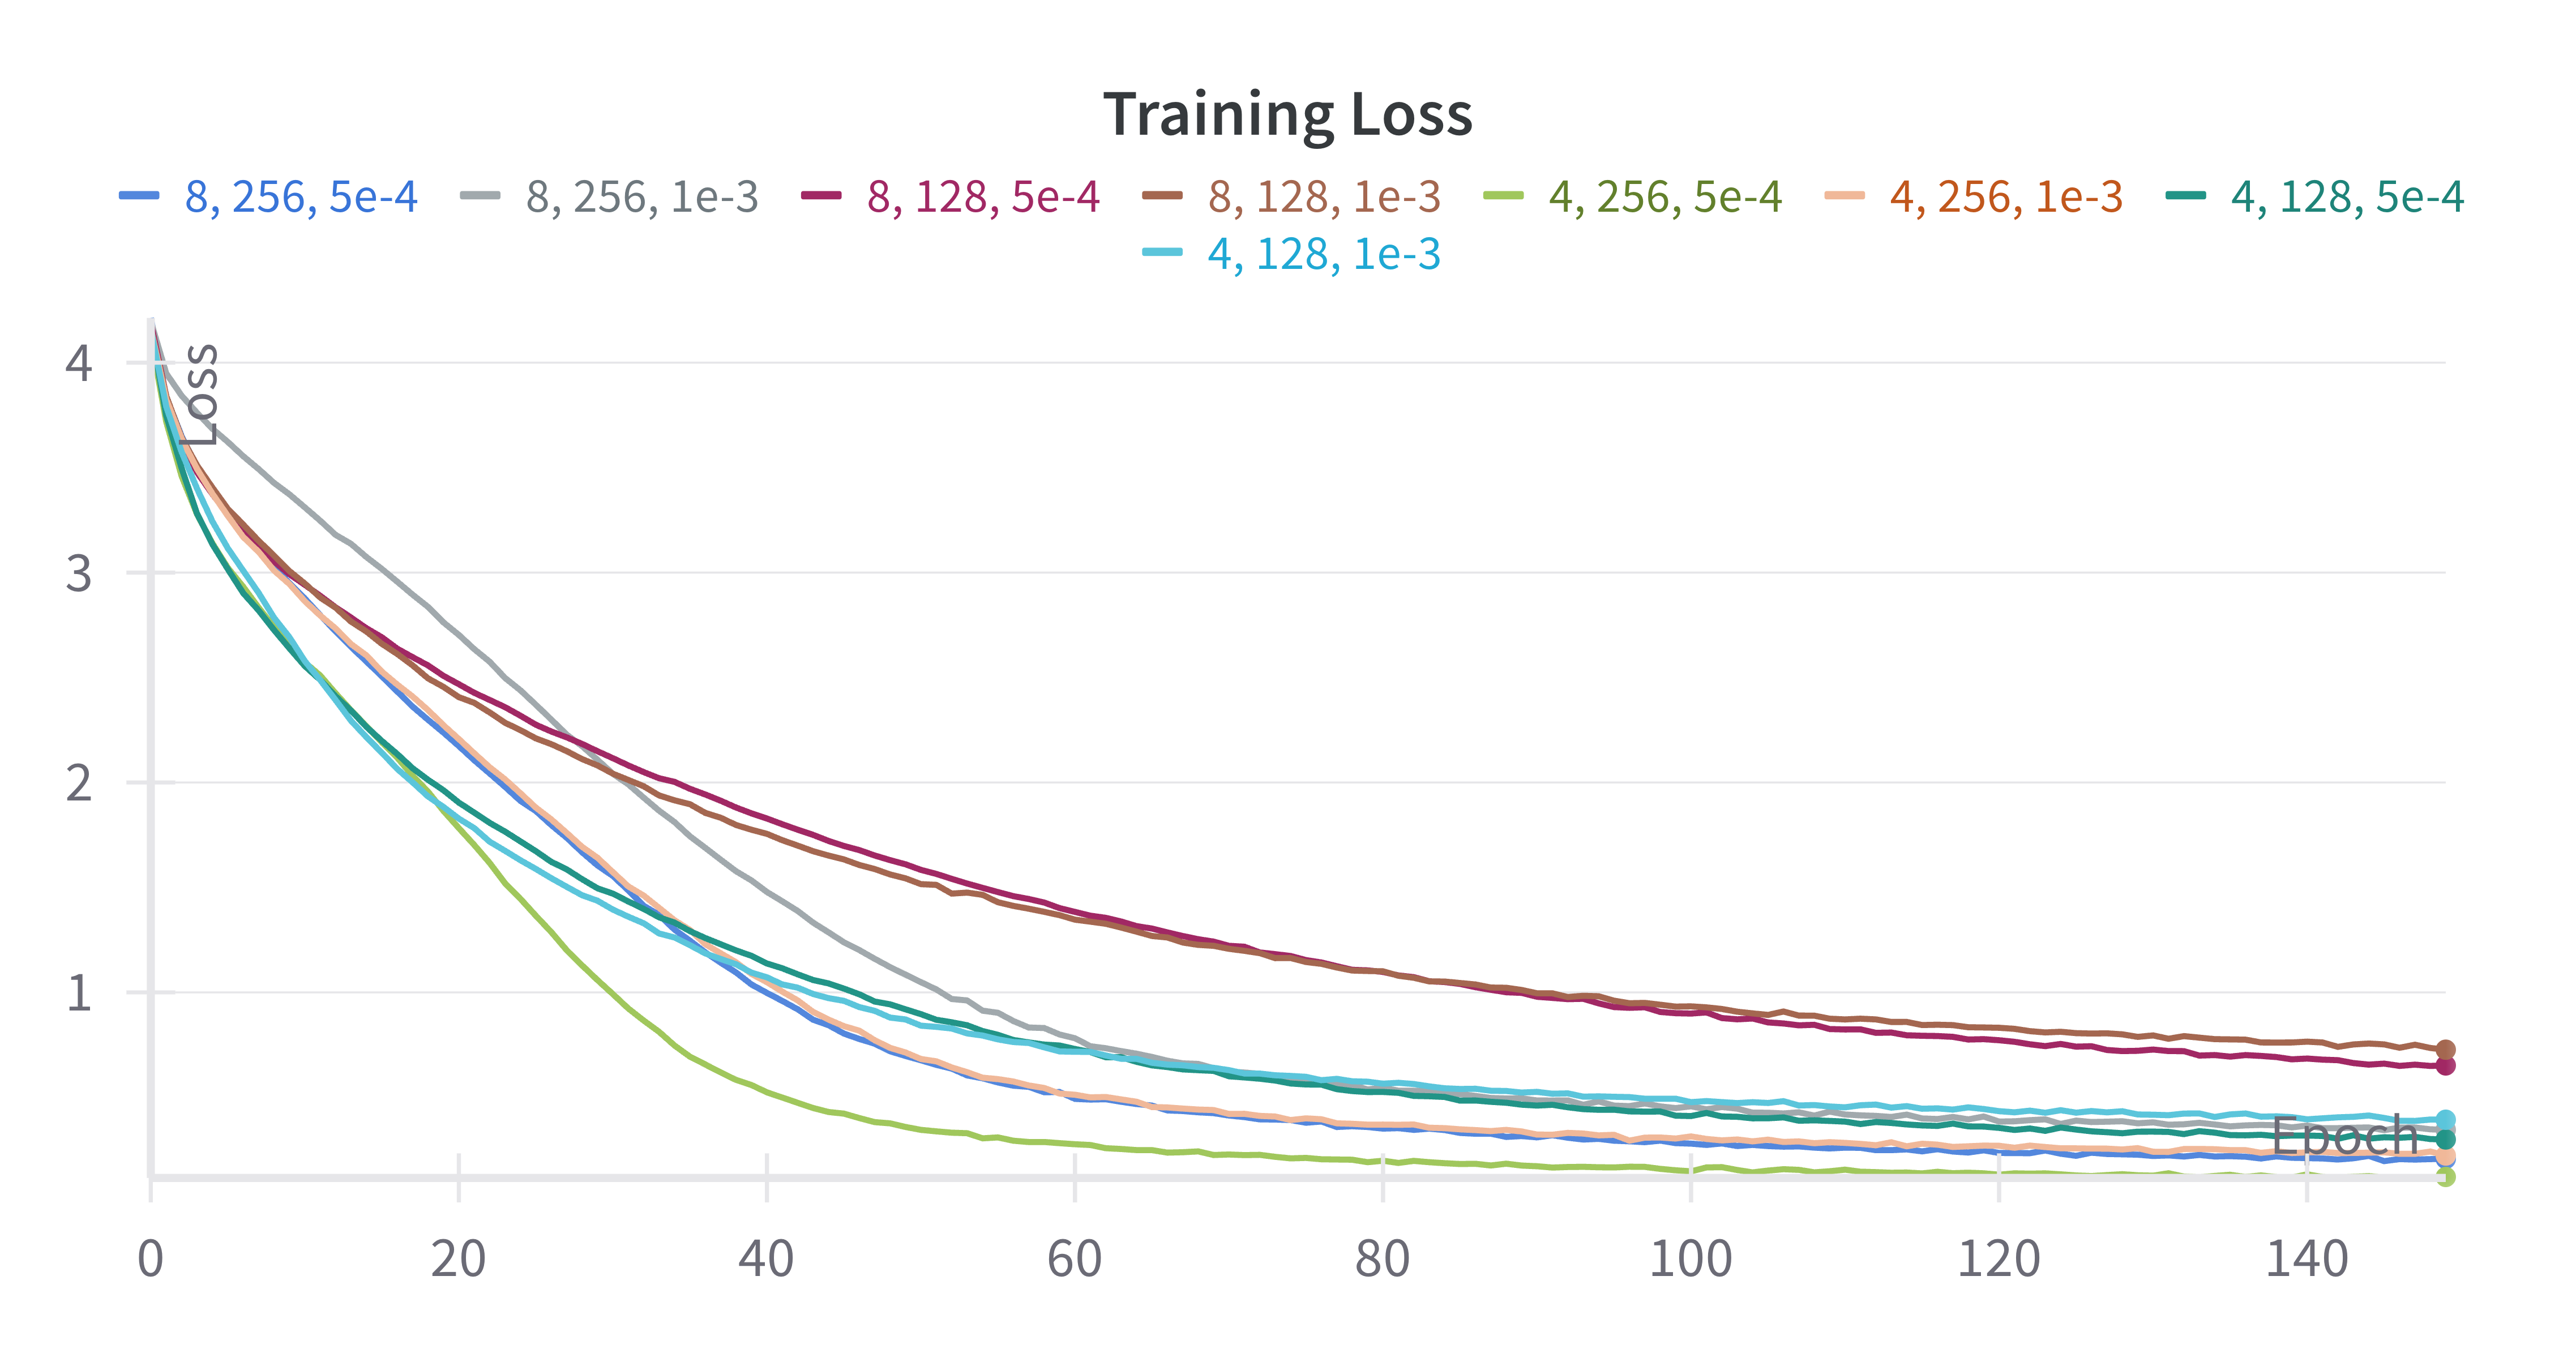 Training Loss
8, 256, 5e-4 8, 256, 1e-3 8, 128, 5e-4 8, 128, 1e-3 4, 256, 5e-4 4, 256, 1e-3 4, 128, 5e-4
4, 128, 1e-3
Loss
4
3
2
1
Epoch
0 20 40 60 80 100 120 140